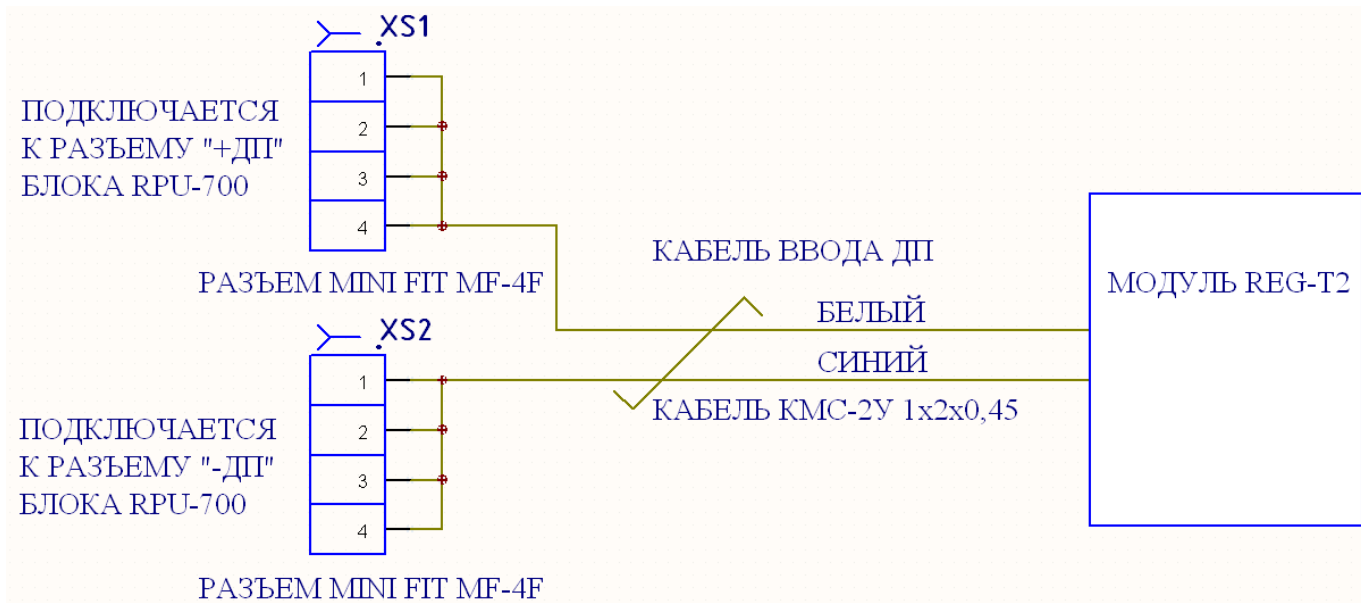 XS1
1
2
3
4
ПОДКЛЮЧАЕТСЯ
К РАЗЪЕМУ "+ДП"
БЛОКА RPU-700
РАЗЪЕМ MINI FIT MF-4F
КАБЕЛЬ ВВОДА ДП
БЕЛЫЙ
СИНИЙ
КАБЕЛЬ КМС-2У 1х2х0,45
МОДУЛЬ REG-T2
XS2
1
2
3
4
ПОДКЛЮЧАЕТСЯ
К РАЗЪЕМУ "-ДП"
БЛОКА RPU-700
РАЗЪЕМ MINI FIT MF-4F